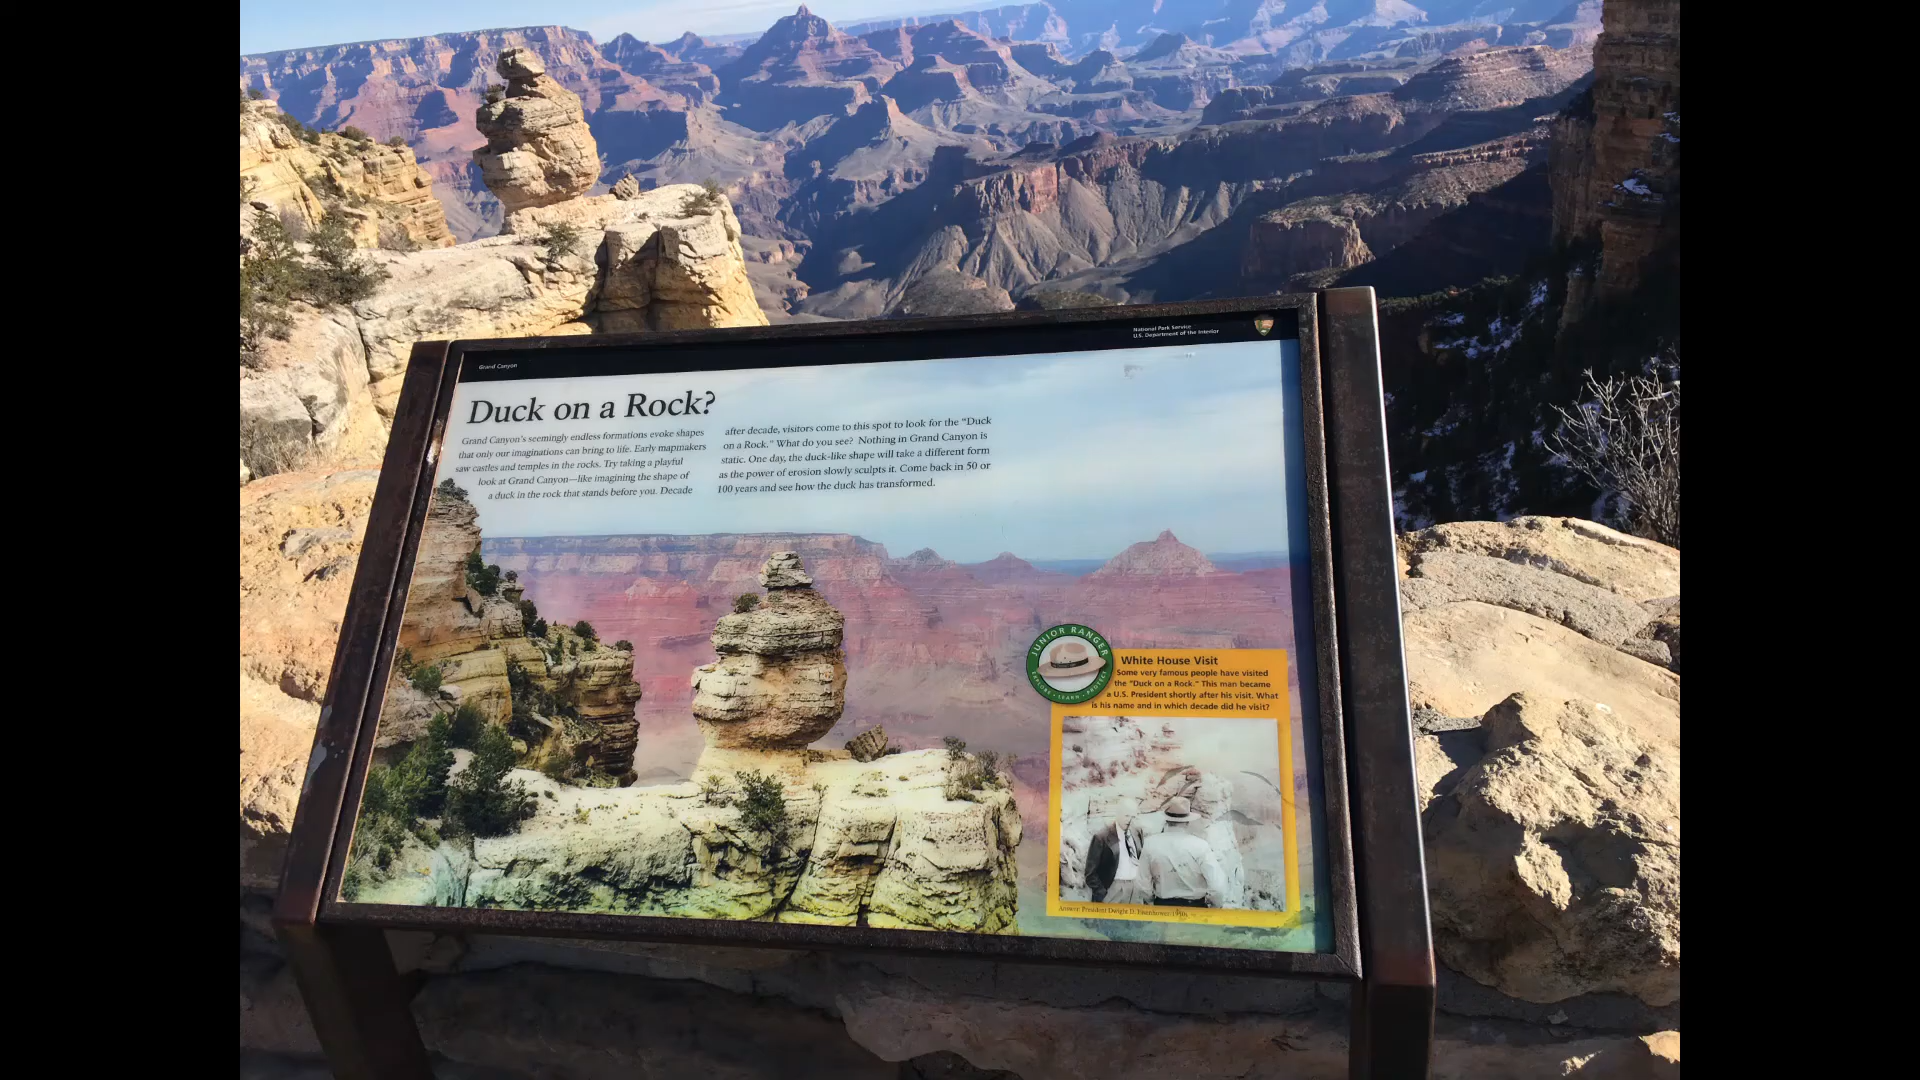 Grand Canyon
National Park Service
U.S. Department of the Interior
Duck on a Rock?
Grand Canyon's seemingly endless formations evoke shapes
that only our imaginations can bring to life. Early mapmakers
saw castles and temples in the rocks. Try taking a playful
look at Grand Canyon—like imagining the shape of
a duck in the rock that stands before you. Decade
after decade, visitors come to this spot to look for the "Duck
on a Rock." What do you see? Nothing in Grand Canyon is
static. One day, the duck-like shape will take a different form
as the power of erosion slowly sculpts it. Come back in 50 or
100 years and see how the duck has transformed.
JUNIOR RANGER
EXPLORE • LEARN • PROTECT
White House Visit
Some very famous people have visited
the "Duck on a Rock." This man became
a U.S. President shortly after his visit. What
is his name and in which decade did he visit?
Answer: President Dwight D. Eisenhower, 1950s